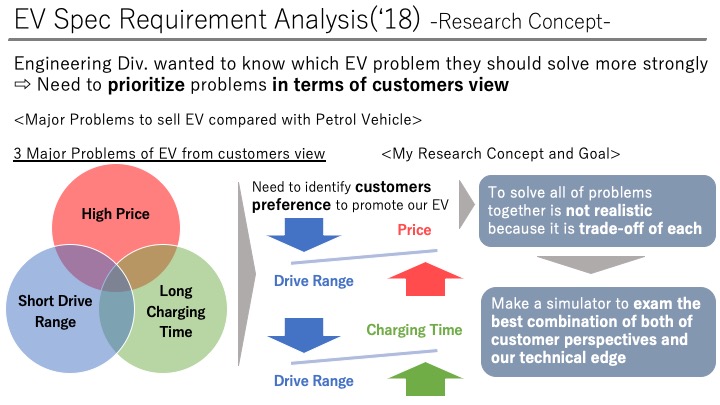 EV Spec Requirement Analysis(‘18) -Research Concept-
Engineering Div. wanted to know which EV problem they should solve more strongly
⇨ Need to prioritize problems in terms of customers view
<Major Problems to sell EV compared with Petrol Vehicle>
3 Major Problems of EV from customers view
<My Research Concept and Goal>
High Price
Short Drive
Range
Long
Charging
Time
Need to identify customers
preference to promote our EV
Price
Drive Range
Charging Time
Drive Range
To solve all of problems
together is not realistic
because it is trade-off of each
Make a simulator to exam the
best combination of both of
customer perspectives and
our technical edge